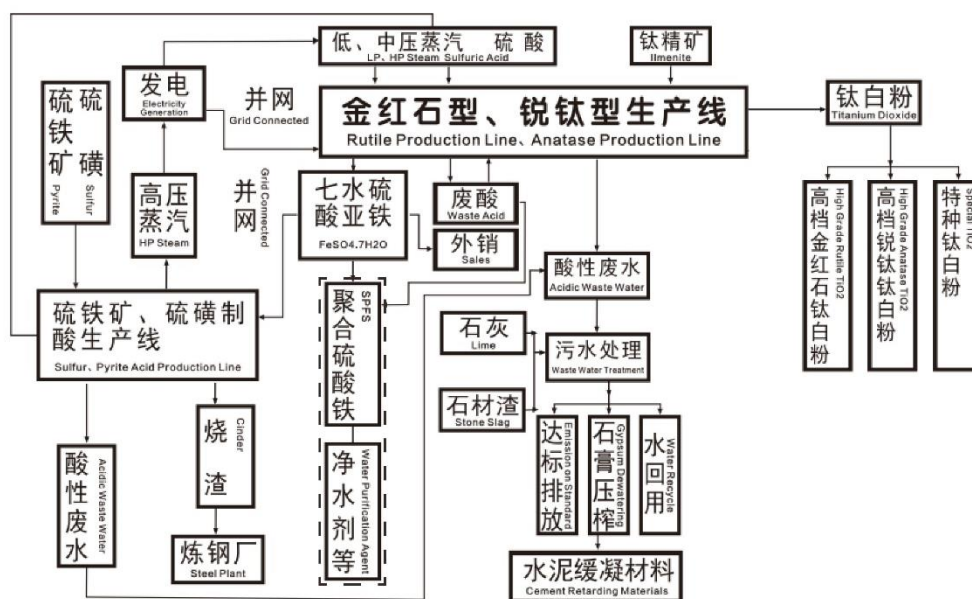 低、中压蒸汽 硫酸
LP、HP Steam Sulfuric Acid
钛精矿
Ilmenite
发电
Electricity
Generation
并网
Grid Connected
金红石型、锐钛型生产线
Rutile Production Line、Anatase Production Line
钛白粉
Titanium Dioxide
硫铁矿
Pyrite
硫磺
Sulfur
高压
蒸汽
HP Steam
并网
Grid Connected
七水硫
酸亚铁
FeSO4.7H2O
废酸
Waste Acid
外销
Sales
酸性废水
Acidic Waste Water
高档金红石钛白粉
High Grade Rutile TiO2
高档锐钛钛白粉
High Grade Anatase TiO2
特种钛白粉
Special TiO2
硫铁矿、硫磺制
酸生产线
Sulfur、Pyrite Acid Production Line
聚合硫酸铁
SPFS
石灰
Lime
污水处理
Waste Water Treatment
石材渣
Stone Slag
酸性废水
Acidic Waste Water
烧渣
Cinder
炼钢厂
Steel Plant
净水剂等
Water Purification Agent
达标排放
Emission on Standard
石膏压榨
Gypsum Dewatering
水回用
Water Recycle
水泥缓凝材料
Cement Retarding Materials